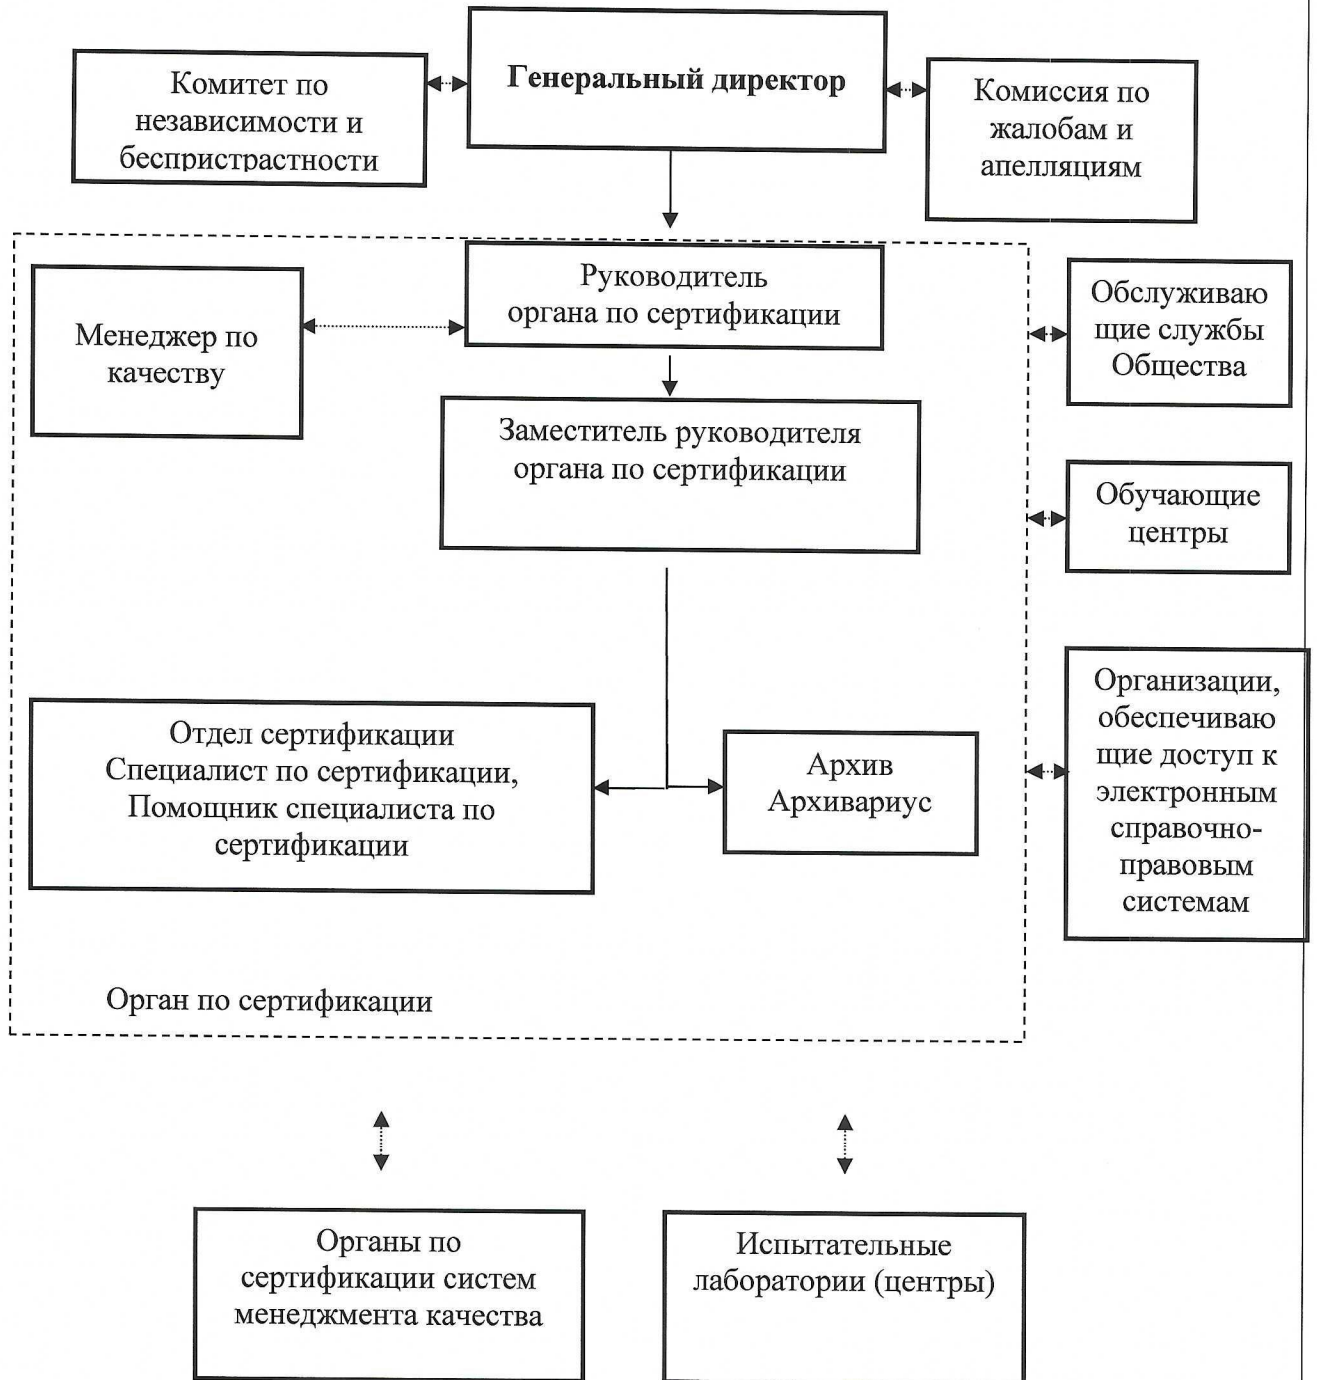 Генеральный директор
Комитет по
независимости и
беспристрастности
Комиссия по
жалобам и
апелляциям
Руководитель
органа по сертификации
Менеджер по
качеству
Обслуживаю
щие службы
Общества
Заместитель руководителя
органа по сертификации
Обучающие
центры
Отдел сертификации
Специалист по сертификации,
Помощник специалиста по
сертификации
Архив
Архивариус
Организации,
обеспечиваю
щие доступ к
электронным
справочно-
правовым
системам
Орган по сертификации
Органы по
сертификации систем
менеджмента качества
Испытательные
лаборатории (центры)